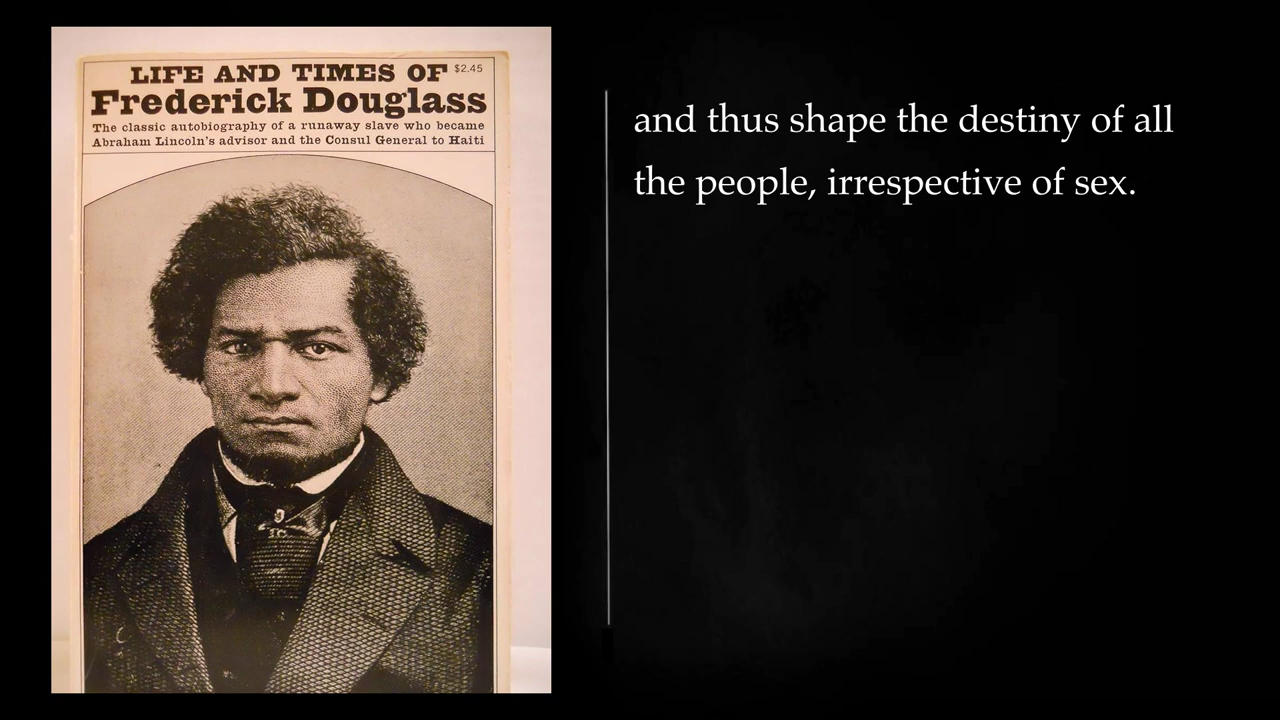 LIFE AND TIMES OF $2.45
Frederick Douglass
The classic autobiography of a runaway slave who became
Abraham Lincoln's advisor and the Consul General to Haiti
and thus shape the destiny of all
the people, irrespective of sex.